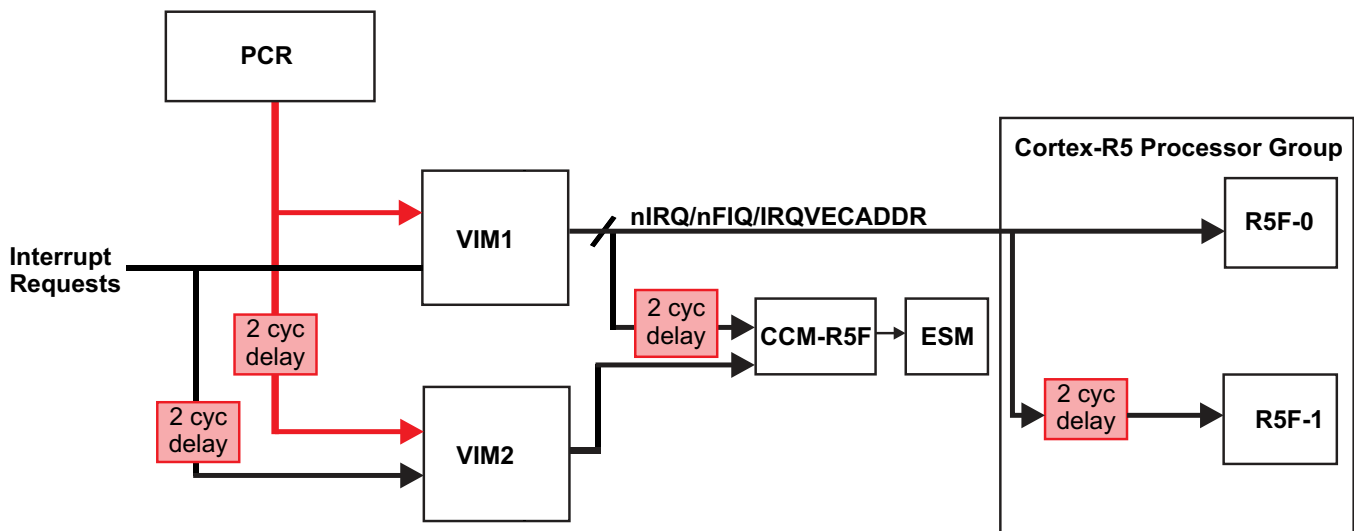 PCR
Cortex-R5 Processor Group
nIRQ/nFIQ/IRQVECADDR
R5F-0
VIM1
Interrupt
Requests
2 cyc
delay
2 cyc
delay
CCM-R5F
ESM
2 cyc
delay
2 cyc
delay
R5F-1
VIM2